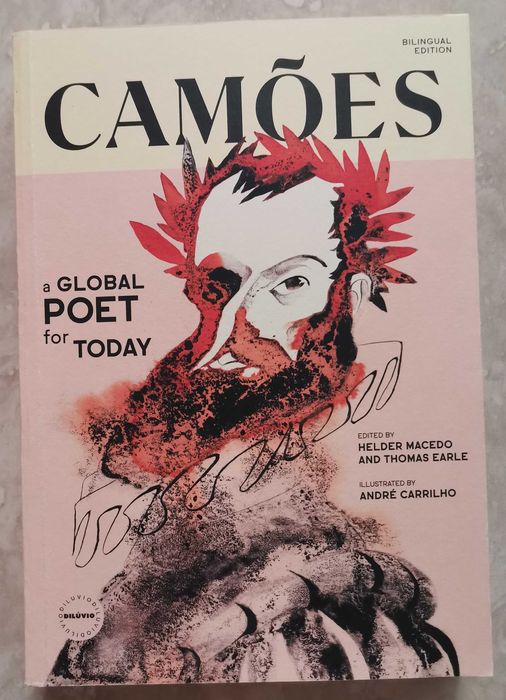 BILINGUAL
EDITION
CAMÕES
a GLOBAL
POET
for TODAY
EDITED BY
HELDER MACEDO
AND THOMAS EARLE
ILLUSTRATED BY
ANDRÉ CARRILHO
DILÚVIO
DILUVIODILUVIODILUVIO